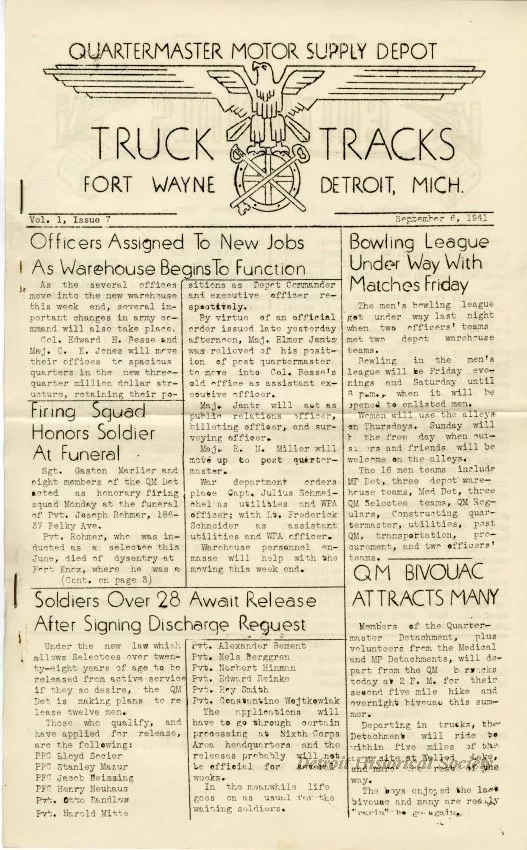 QUARTERMASTER MOTOR SUPPLY DEPOT
TRUCK TRACKS
FORT WAYNE DETROIT, MICH.
Vol. 1, Issue 7 September 6, 1941
Officers Assigned To New Jobs
As Warehouse Begins To Function
As the several offices
move into the new warehouse
this week end, several im-
portant changes in army co-
mmand will also take place.
Col. Edward H. Besse and
Maj. C. E. Jones will move
their offices to spacious
quarters in the new three-
quarter million dollar str-
ucture, retaining their po-
sitions as Depot Commander
and executive officer re-
spectively.
By virtue of an official
order issued late yesterday
afternoon, Maj. Elmer Jantz
was relieved of his posit-
ion of post quartermaster
to move into Col. Besse's
old office as assistant ex-
ecutive officer.
Maj. Jantz will act as
public relations officer,
billeting officer, and sur-
veying officer.
Maj. R. N. Miller will
move up to post quarter-
master.
War department orders
place Capt. Julius Schmei-
chel as utilities and WPA
officer; with Lt. Frederick
Schneider as assistant
utilities and WPA officer.
Warehouse personnel en-
masse will help with the
moving this week end.
Firing Squad
Honors Soldier
At Funeral
Sgt. Gaston Marlier and
eight members of the QM Det
acted as honorary firing
squad Monday at the funeral
of Pvt. Joseph Rohmer, 186-
37 Pelky Ave.
Pvt. Rohmer, who was in-
ducted as a selectee this
June, died of dysentry at
Fort Knox, where he was a
(Cont. on page 3)
Bowling League
Under Way With
Matches Friday
The men's bowling league
got under way last night
when two officers' teams
met two depot warehouse
teams.
Bowling in the men's
league will be Friday eve-
nings and Saturday until
8 p.m., when it will be
opened to enlisted men.
Women will use the alleys
on Thursdays. Sunday will
be the free day when out-
siders and friends will be
welcome on the alleys.
The 16 men teams include
MP Det, three depot ware-
house teams, Med Det, three
QM Selectee teams, QM Reg-
ulars, Constructing quar-
termaster, utilities, post
QM, transportation, pro-
curement, and two officers'
teams.
QM BIVOUAC
ATTRACTS MANY
Members of the Quarter-
master Detachment, plus
volunteers from the Medical
and MP Detachments, will de-
part from the QM barracks
today at 2 P. M. for their
second five mile hike and
overnight bivouac this sum-
mer.
Departing in trucks, the
Detachment will ride to
within five miles of the
site at
way.
The boys enjoyed the last
bivouac and many are really
"rarin" to go again.
Soldiers Over 28 Await Release
After Signing Discharge Request
Under the new law which
allows Selectees over twen-
ty-eight years of age to be
released from active service
if they so desire, the QM
Det is making plans to re
lease twelve men.
Those who qualify, and
have applied for release,
are the following:
PFC Lloyd Secier
PFC Stanley Mazur
PFC Jacob Meissing
PFC Henry Neuhaus
Pvt. Otto Bandlow
Pvt. Harold Mitte
Pvt. Alexander Bement
Pvt. Nels Berggren
Pvt. Norbert Hinman
Pvt. Edward Reinke
Pvt. Roy Smith
Pvt. Constantine Wojtkowiak
The applications will
have to go through certain
processing at Sixth Corps
Area headquarters and the
releases probably will not
be official for several
weeks.
In the meanwhile life
goes on as usual for the
waiting soldiers.
Detroit Historical Society